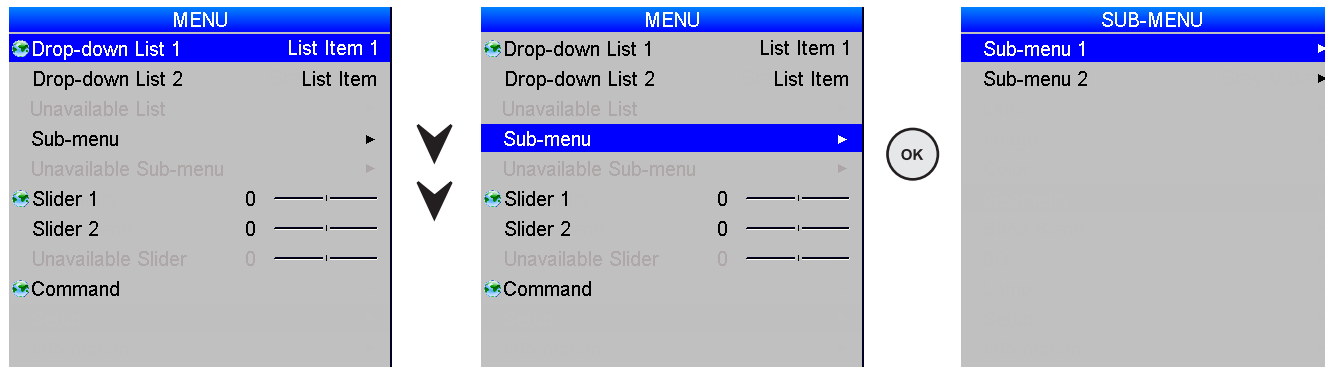 MENU
Drop-down List 1 List Item 1
Drop-down List 2 List Item
Unavailable List
Sub-menu
Unavailable Sub-menu
Slider 1 0
Slider 2 0
Unavailable Slider 0
Command
MENU
Drop-down List 1 List Item 1
Drop-down List 2 List Item
Unavailable List
Sub-menu
Unavailable Sub-menu
Slider 1 0
Slider 2 0
Unavailable Slider 0
Command
OK
SUB-MENU
Sub-menu 1
Sub-menu 2